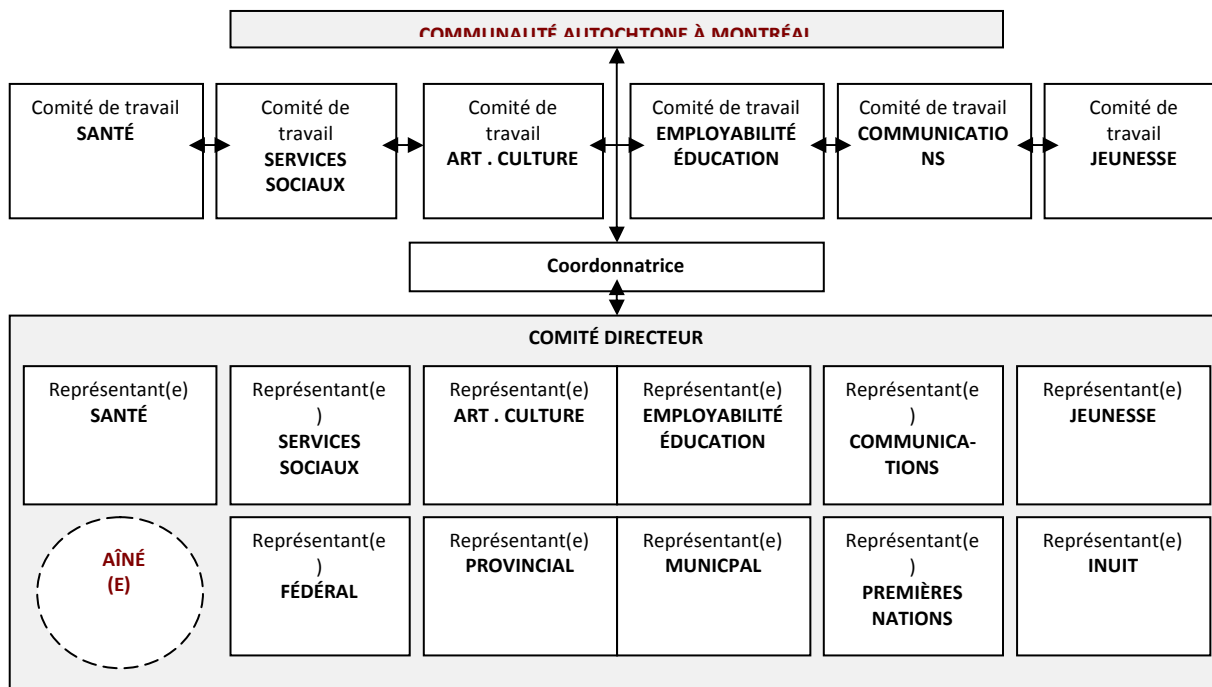 COMMUNAUTÉ AUTOCHTONE À MONTRÉAL
Comité de travail
SANTÉ
Comité de
travail
SERVICES
SOCIAUX
Comité de
travail
ART . CULTURE
Comité de travail
EMPLOYABILITÉ
ÉDUCATION
Comité de travail
COMMUNICATIO
NS
Comité de
travail
JEUNESSE
Coordonnatrice
COMITÉ DIRECTEUR
Représentant(e)
SANTÉ
Représentant(e
)
SERVICES
SOCIAUX
Représentant(e)
ART . CULTURE
Représentant(e)
EMPLOYABILITÉ
ÉDUCATION
Représentant(e
)
COMMUNICA-
TIONS
Représentant(e)
JEUNESSE
AÎNÉ
(E)
Représentant(e
)
FÉDÉRAL
Représentant(e)
PROVINCIAL
Représentant(e)
MUNICPAL
Représentant(e
)
PREMIÈRES
NATIONS
Représentant(e)
INUIT